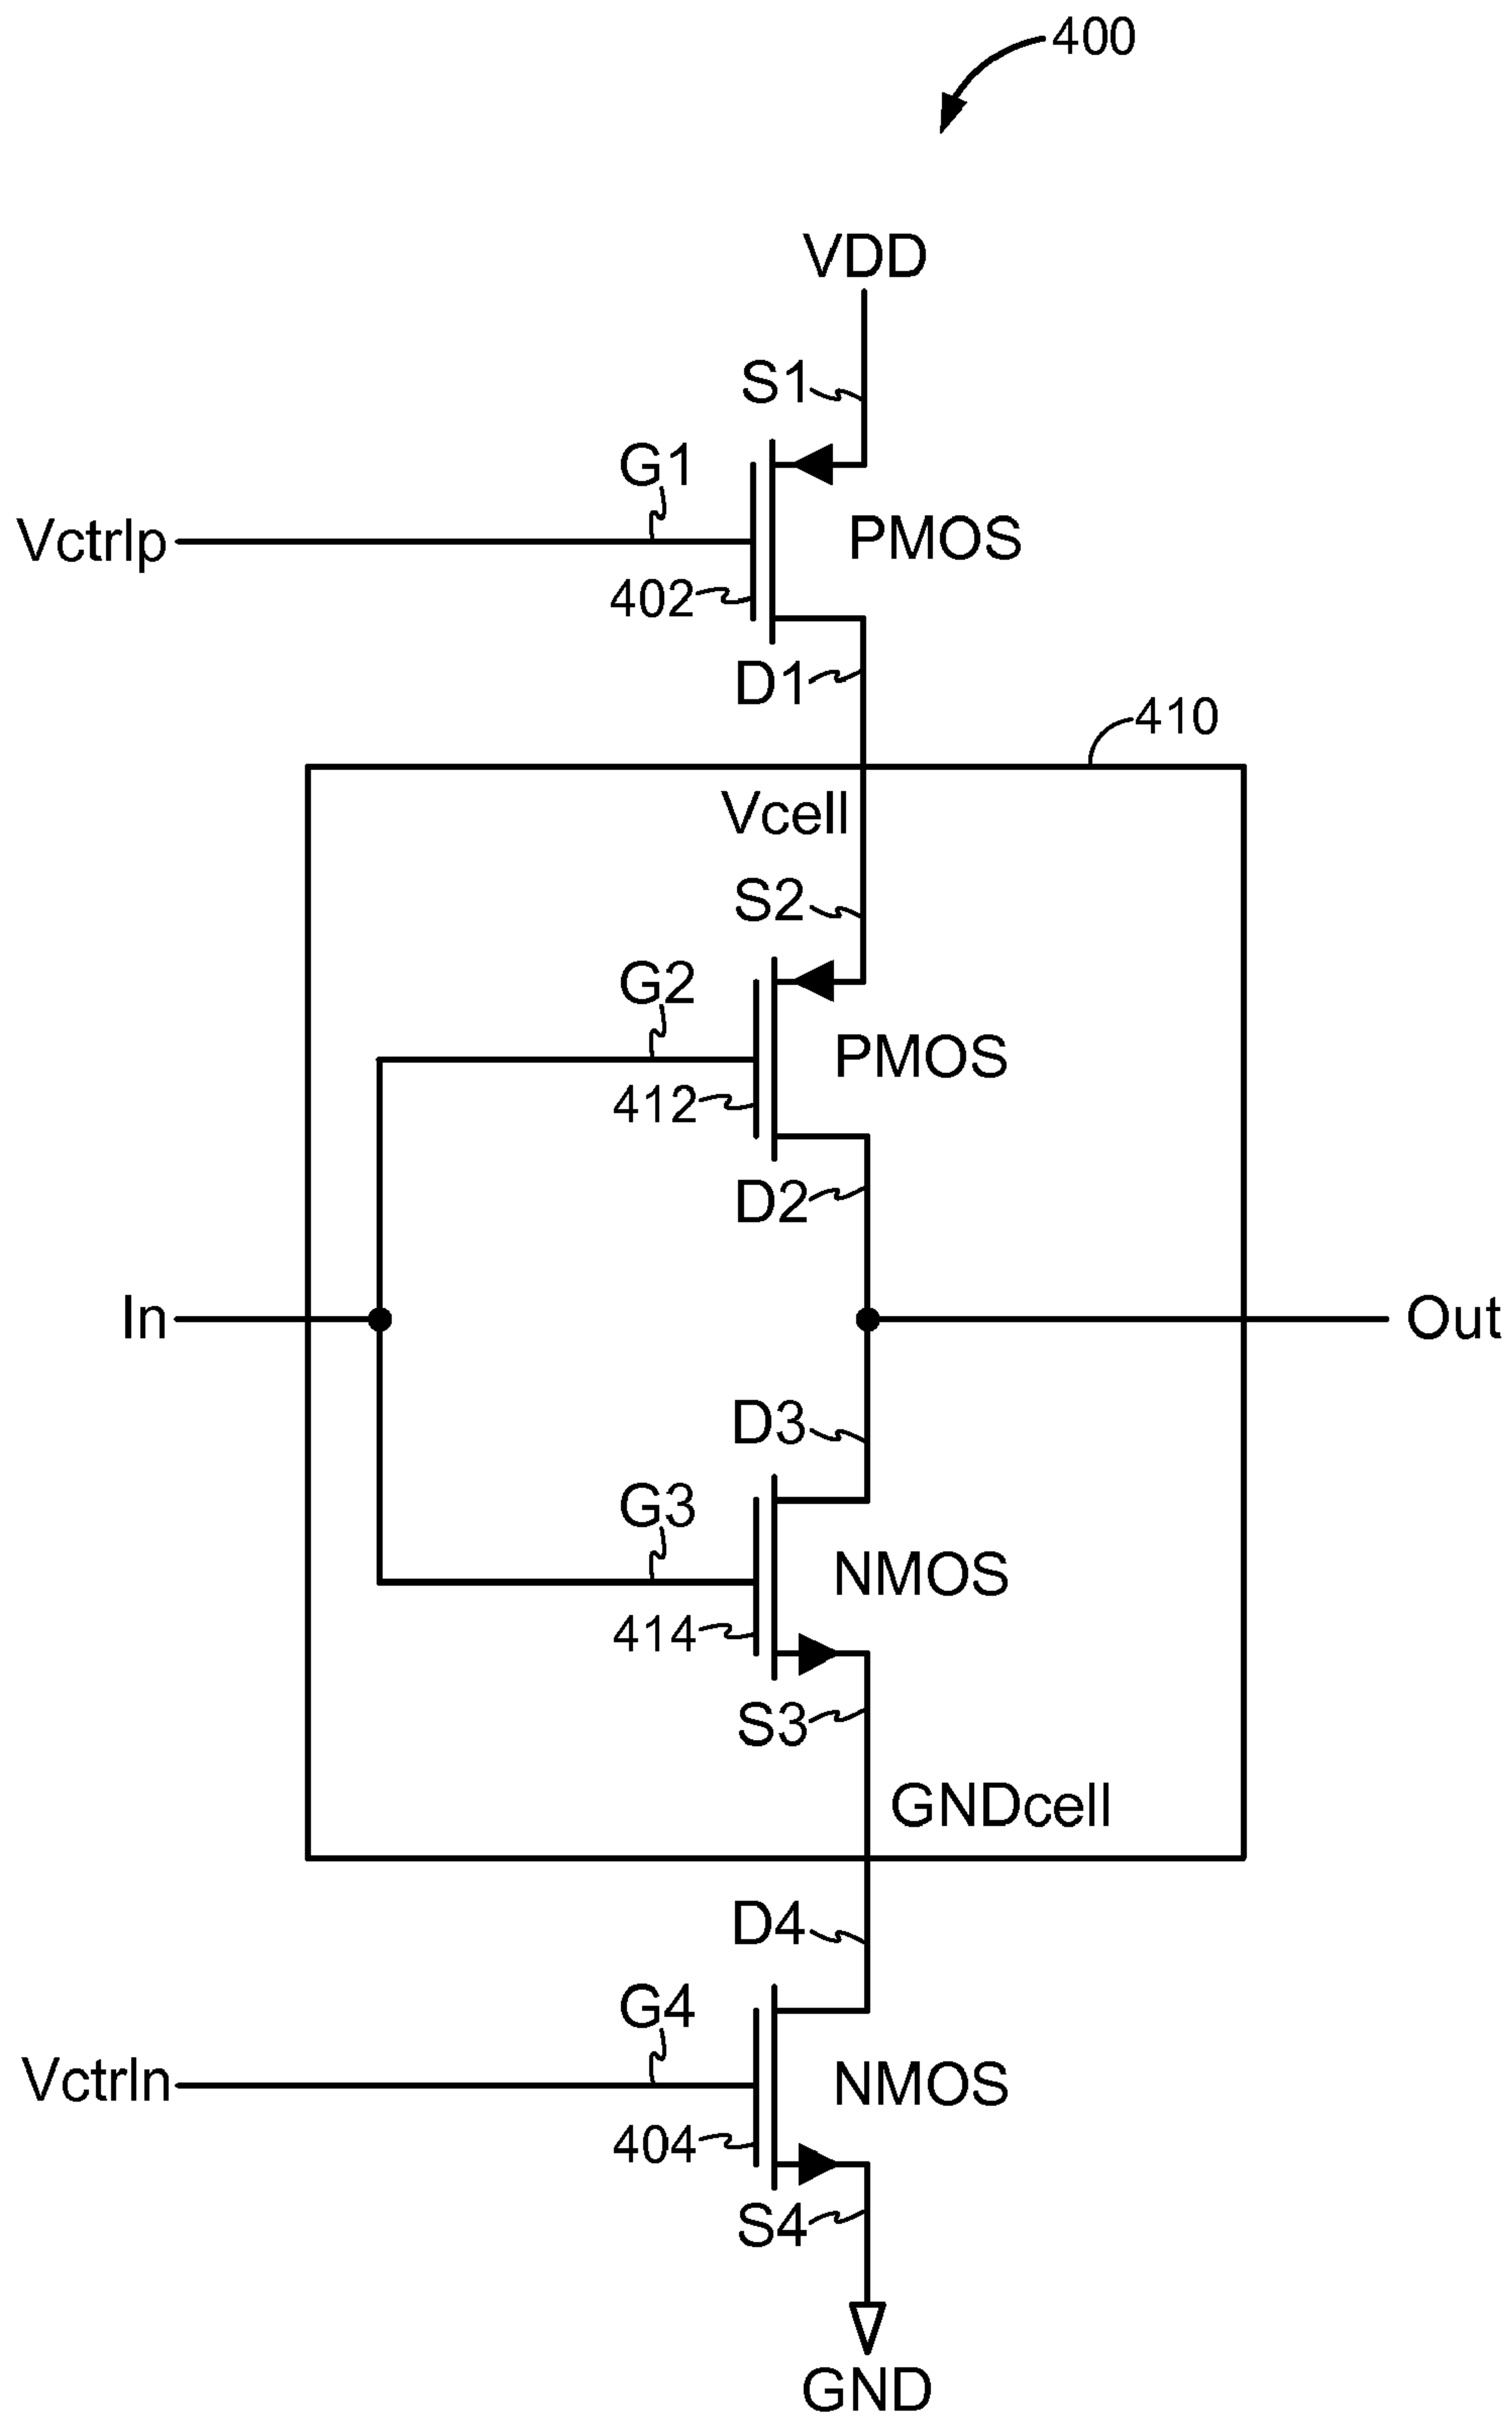 400
VDD
S1
G1
PMOS
Vctrlp
402
D1
410
Vcell
S2
G2
PMOS
412
D2
In
Out
D3
G3
NMOS
414
S3
GNDcell
D4
G4
NMOS
Vctrln
404
S4
GND